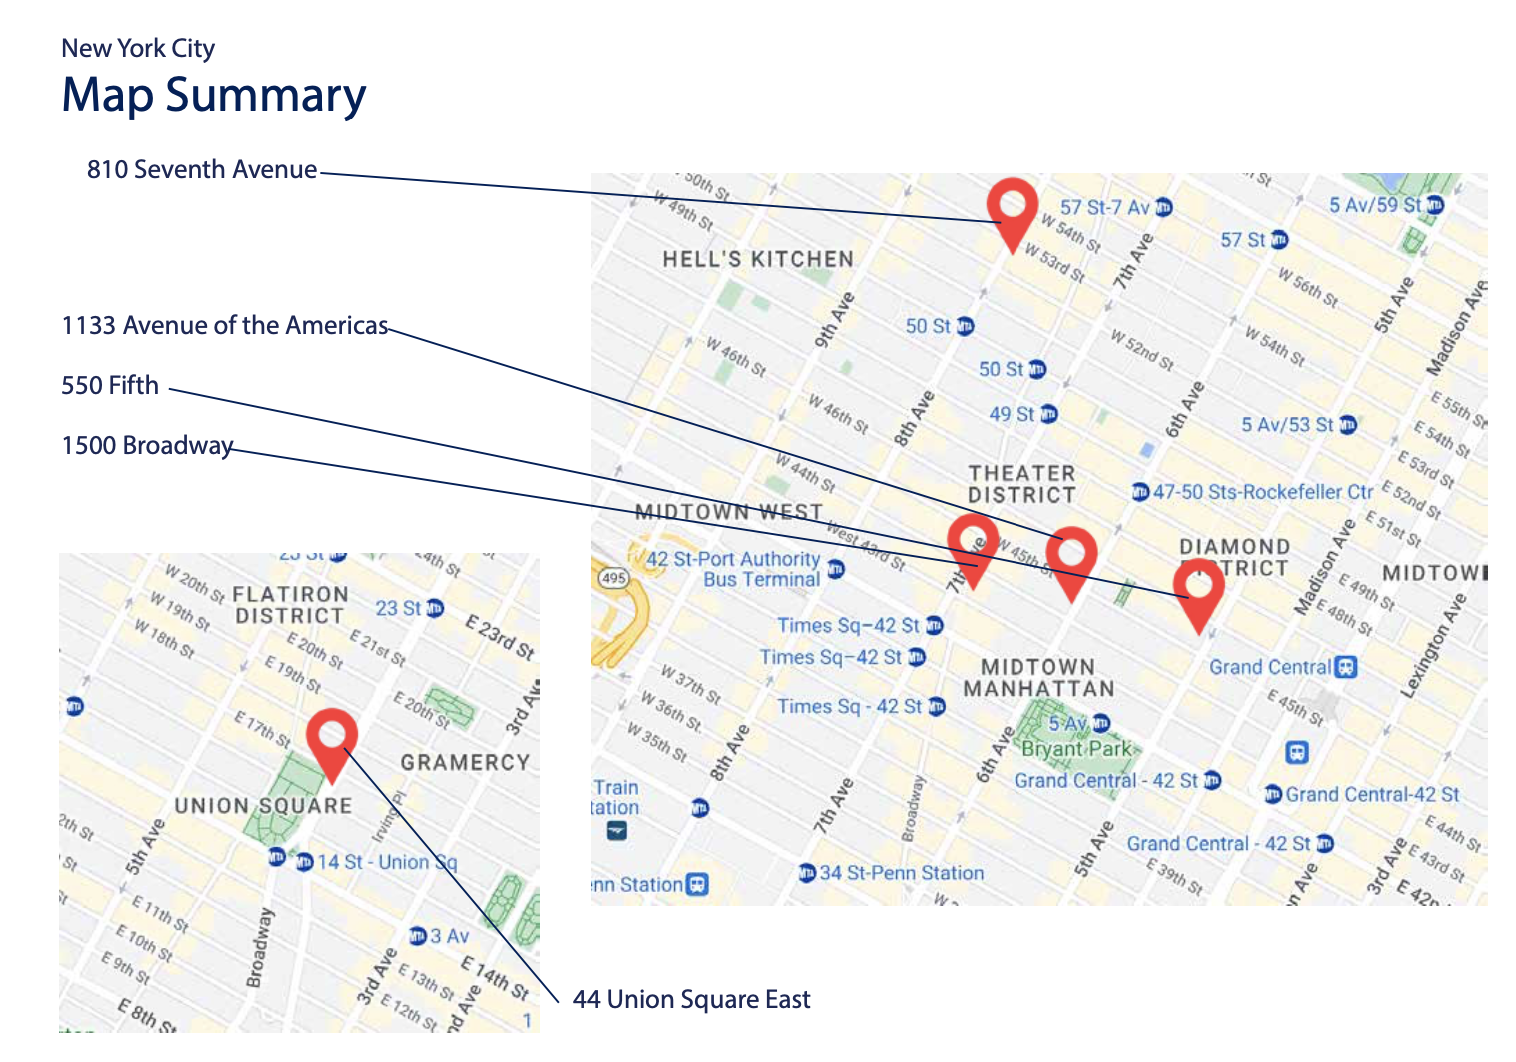 New York City
Map Summary
810 Seventh Avenue
1133 Avenue of the Americas
550 Fifth
1500 Broadway
50th St
W 49th St
HELL'S KITCHEN
W 54th St
W 53rd St
57 St-7 Av
7th Ave
57 St
5 Av/59 St
W 56th St
5th Ave
Madison Ave
9th Ave
50 St
50 St
49 St
W 52nd St
W 54th St
W 46th St
W 46th St
8th Ave
6th Ave
5 Av/53 St
E 55th St
E 54th St
E 53rd St
E 52nd St
E 51st St
THEATER
DISTRICT
47-50 Sts-Rockefeller Ctr
W 44th St
MIDTOWN WEST
West 43rd St
W 45th St
7th Ave
DIAMOND
DISTRICT
Madison Ave
MIDTOW
495
42 St-Port Authority
Bus Terminal
E 49th St
E 48th St
Lexington Ave
Times Sq–42 St
Times Sq–42 St
Times Sq - 42 St
MIDTOWN
MANHATTAN
Grand Central
E 45th St
W 37th St
W 36th St
W 35th St
8th Ave
5 Av
Bryant Park
6th Ave
Grand Central - 42 St
Grand Central-42 St
Grand Central - 42 St
Train
tation
7th Ave
Broadway
5th Ave
E 39th St
3rd Ave
E 44th St
E 43rd St
34 St-Penn Station
enn Station
23 St
24th St
W 20th St
W 19th St
W 18th St
FLATIRON
DISTRICT
23 St
E 23rd St
E 20th St
E 21st St
E 19th St
E 20th St
3rd Ave
E 17th St
GRAMERCY
UNION SQUARE
Irving Pl
5th Ave
14 St - Union Sq
E 11th St
E 10th St
E 9th St
E 8th St
Broadway
3 Av
3rd Ave
E 14th St
E 13th St
E 12th St
nd Ave
1
44 Union Square East